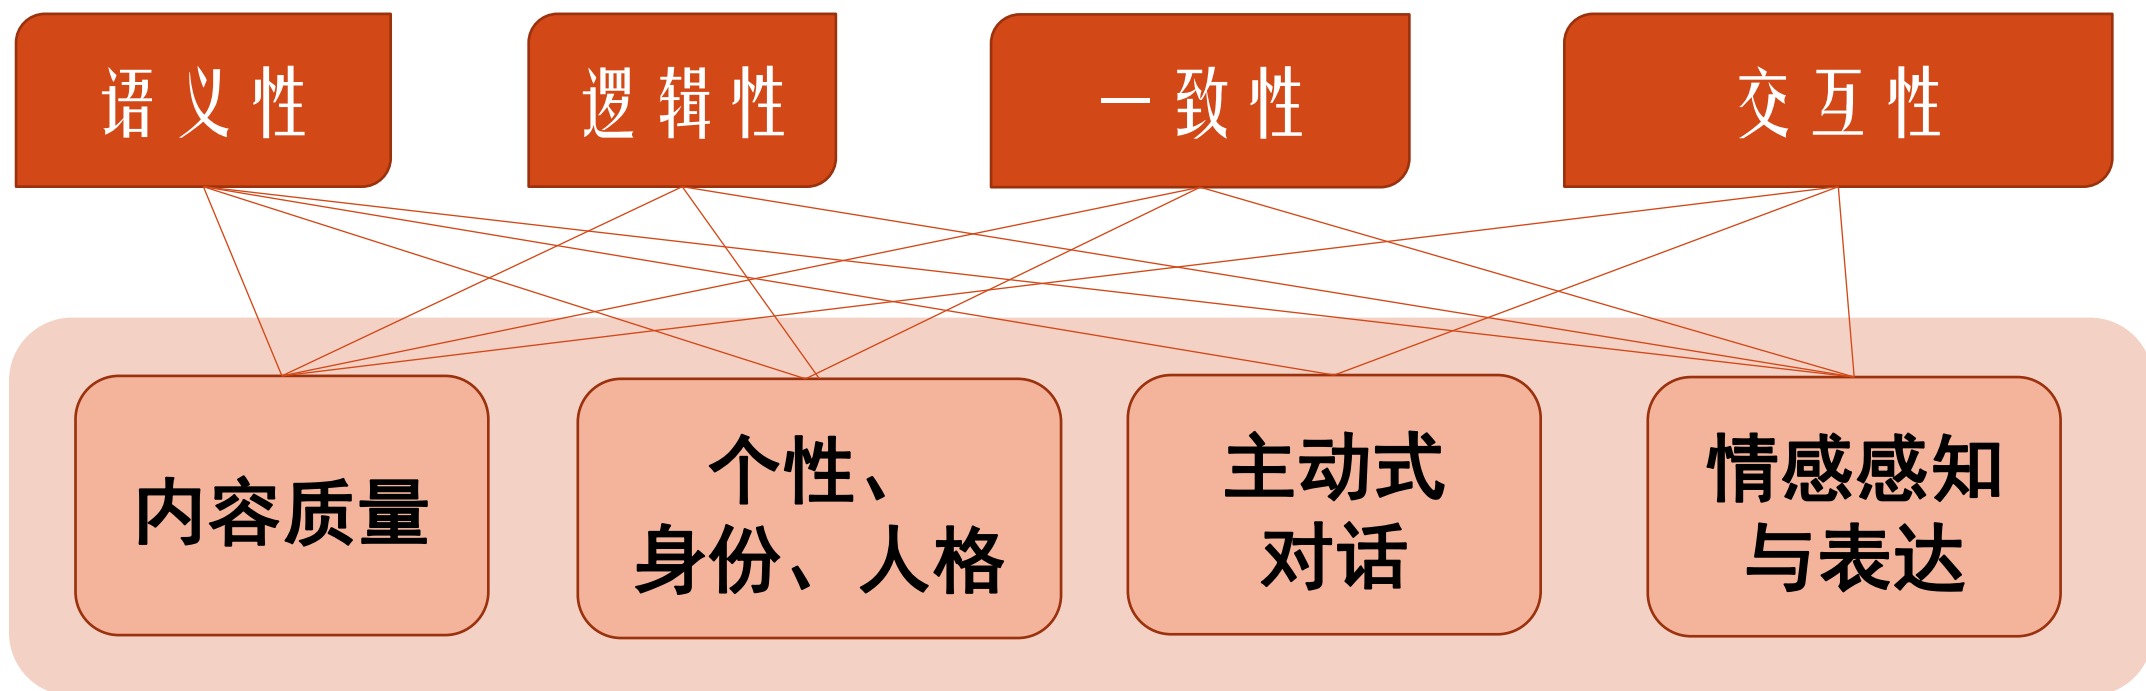 语义性
逻辑性
一致性
交互性
内容质量
个性、
身份、人格
主动式
对话
情感感知
与表达